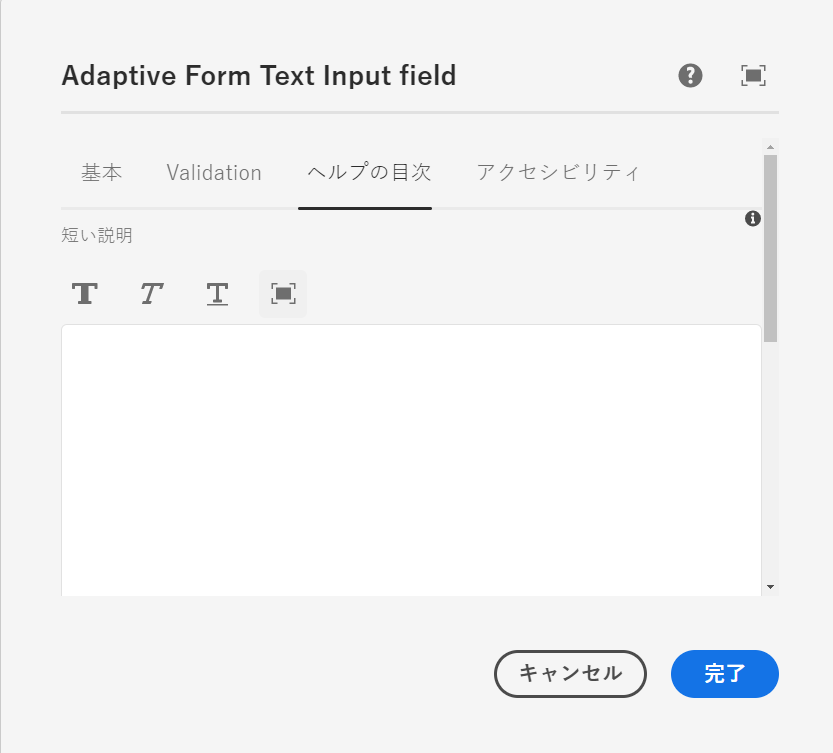 Adaptive Form Text Input field
基本 Validation ヘルプの目次 アクセシビリティ
短い説明
キャンセル 完了